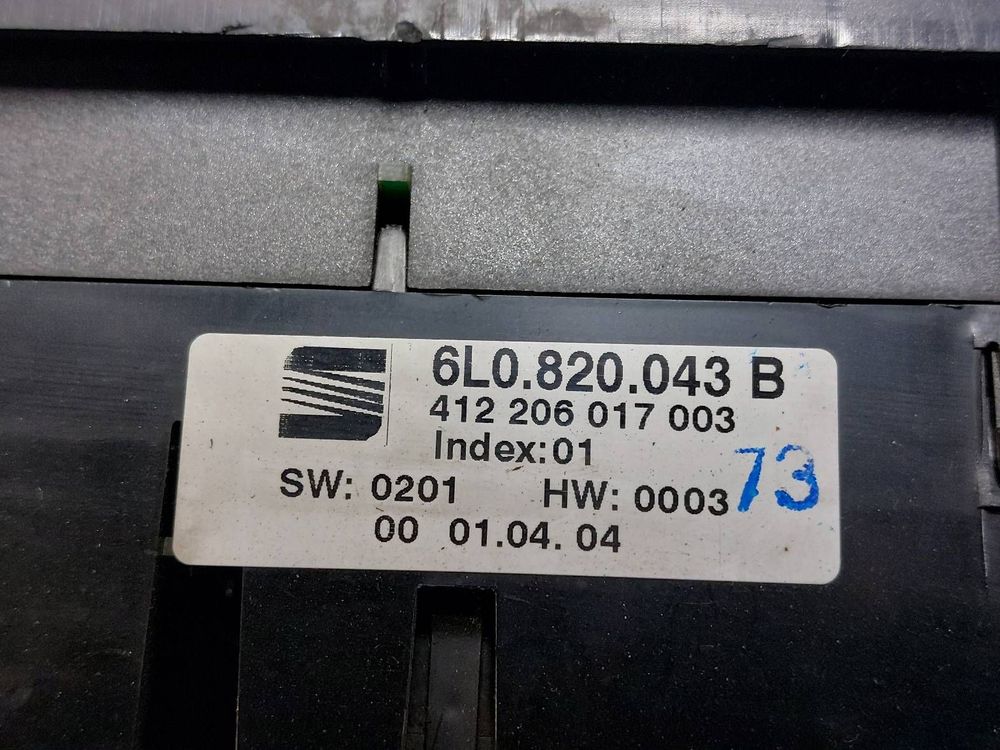 6L0.820.043 B
412 206 017 003
Index:01
SW: 0201 HW: 0003 73
00 01.04. 04